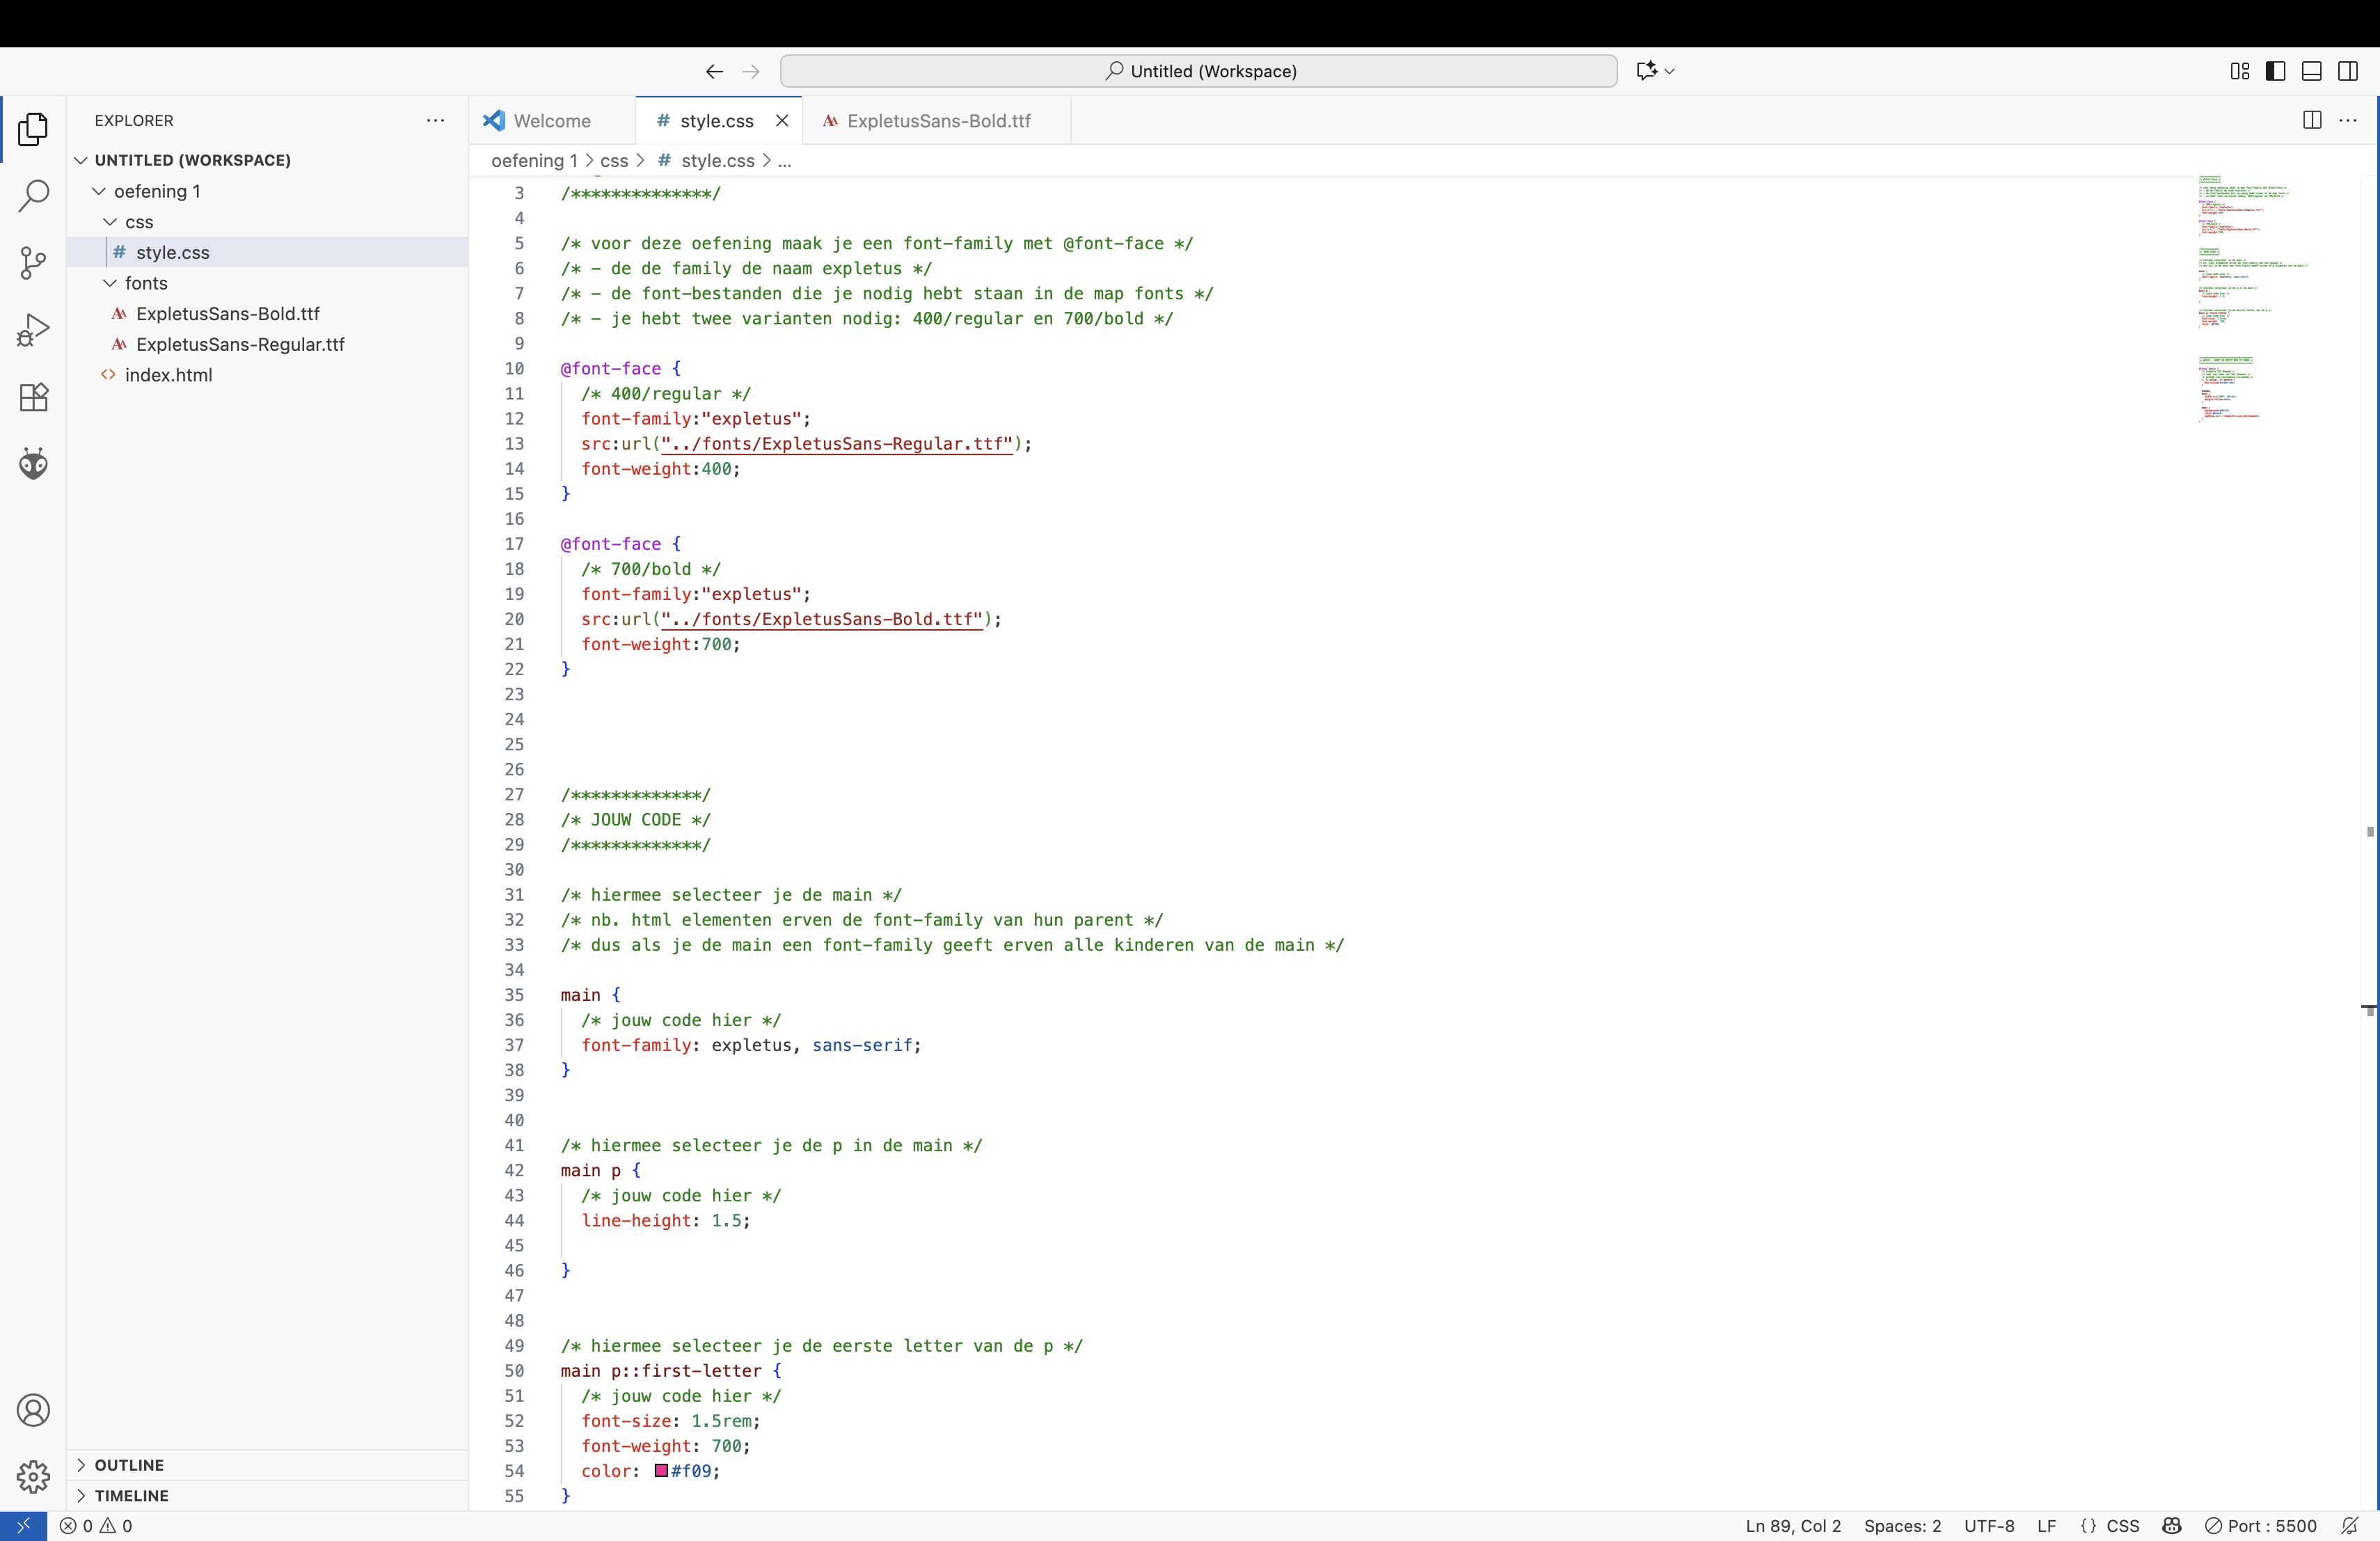 Untitled (Workspace)
EXPLORER
UNTITLED (WORKSPACE)
oefening 1
css
# style.css
fonts
ExpletusSans-Bold.ttf
ExpletusSans-Regular.ttf
index.html
OUTLINE
TIMELINE
Welcome
# style.css
ExpletusSans-Bold.ttf
oefening 1 > css > # style.css > ...
3 /**************/
4
5 /* voor deze oefening maak je een font-family met @font-face */
6 /* - de de family de naam expletus */
7 /* - de font-bestanden die je nodig hebt staan in de map fonts */
8 /* - je hebt twee varianten nodig: 400/regular en 700/bold */
9
10 @font-face {
11 /* 400/regular */
12 font-family:"expletus";
13 src:url("../fonts/ExpletusSans-Regular.ttf");
14 font-weight:400;
15 }
16
17 @font-face {
18 /* 700/bold */
19 font-family:"expletus";
20 src:url("../fonts/ExpletusSans-Bold.ttf");
21 font-weight:700;
22 }
23
24
25
26
27 /*************/
28 /* JOUW CODE */
29 /*************/
30
31 /* hiermee selecteer je de main */
32 /* nb. html elementen erven de font-family van hun parent */
33 /* dus als je de main een font-family geeft erven alle kinderen van de main */
34
35 main {
36 /* jouw code hier */
37 font-family: expletus, sans-serif;
38 }
39
40
41 /* hiermee selecteer je de p in de main */
42 main p {
43 /* jouw code hier */
44 line-height: 1.5;
45
46 }
47
48
49 /* hiermee selecteer je de eerste letter van de p */
50 main p::first-letter {
51 /* jouw code hier */
52 font-size: 1.5rem;
53 font-weight: 700;
54 color: #f09;
55 }
0 0
Ln 89, Col 2
Spaces: 2
UTF-8
LF
{} CSS
Port : 5500